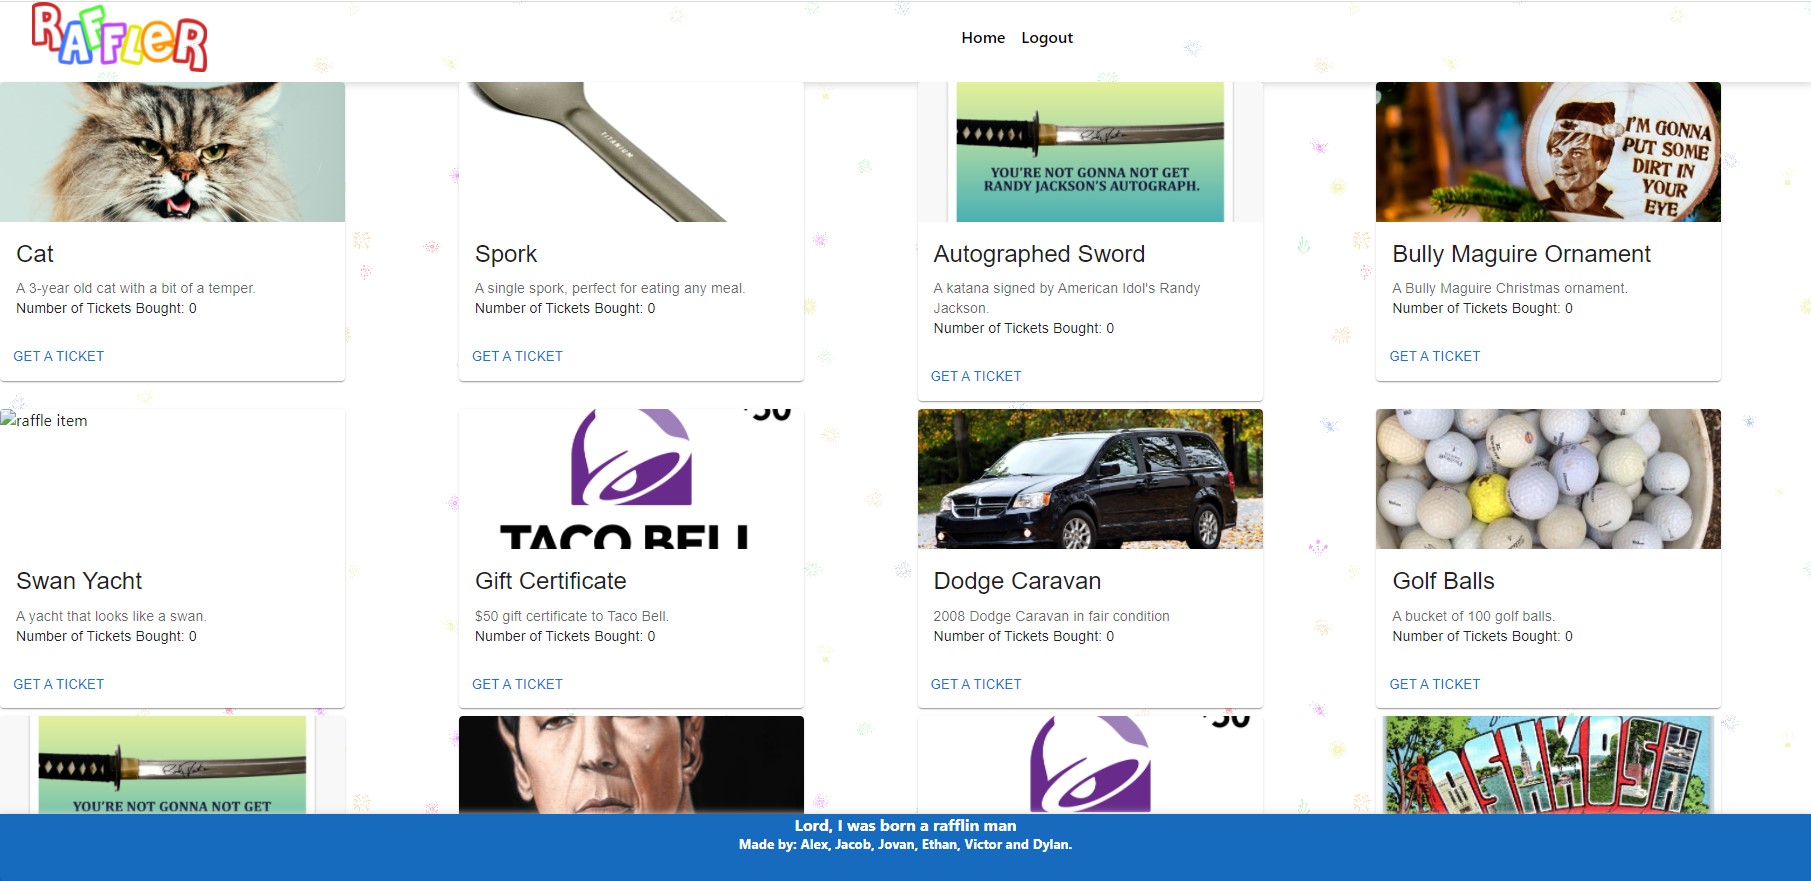 RAFFLER
Home Logout
TITANIUM
YOU'RE NOT GONNA NOT GET
RANDY JACKSON'S AUTOGRAPH.
I'M GONNA
PUT SOME
DIRT IN
YOUR
EYE
Cat
A 3-year old cat with a bit of a temper.
Number of Tickets Bought: 0
GET A TICKET
Spork
A single spork, perfect for eating any meal.
Number of Tickets Bought: 0
GET A TICKET
Autographed Sword
A katana signed by American Idol's Randy
Jackson.
Number of Tickets Bought: 0
GET A TICKET
Bully Maguire Ornament
A Bully Maguire Christmas ornament.
Number of Tickets Bought: 0
GET A TICKET
raffle item
Swan Yacht
A yacht that looks like a swan.
Number of Tickets Bought: 0
GET A TICKET
TACO BELL
Gift Certificate
$50 gift certificate to Taco Bell.
Number of Tickets Bought: 0
GET A TICKET
Dodge Caravan
2008 Dodge Caravan in fair condition
Number of Tickets Bought: 0
GET A TICKET
Golf Balls
A bucket of 100 golf balls.
Number of Tickets Bought: 0
GET A TICKET
YOU'RE NOT GONNA NOT GET
OSHKOSH
Lord, I was born a rafflin man
Made by: Alex, Jacob, Jovan, Ethan, Victor and Dylan.